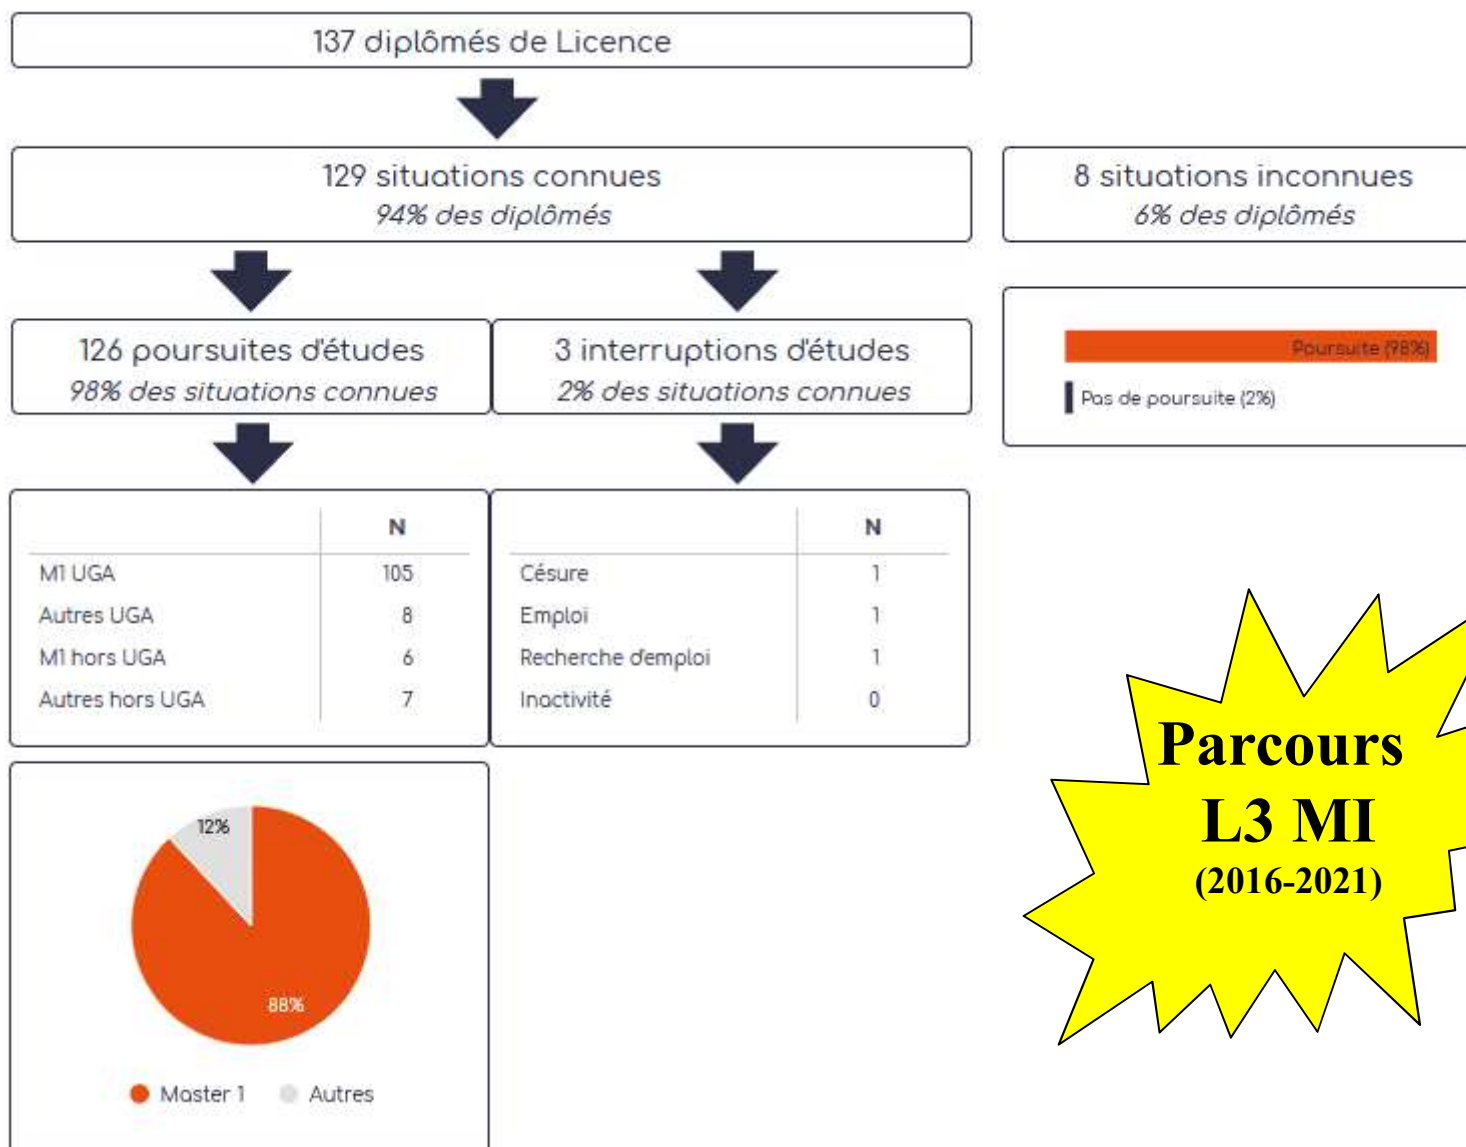 137 diplômés de Licence
129 situations connues
94% des diplômés
8 situations inconnues
6% des diplômés
126 poursuites d'études
98% des situations connues
3 interruptions d'études
2% des situations connues
Poursuite (98%)
Pas de poursuite (2%)
N
M1 UGA 105
Autres UGA 8
M1 hors UGA 6
Autres hors UGA 7
N
Césure 1
Emploi 1
Recherche d'emploi 1
Inactivité 0
Parcours
L3 MI
(2016-2021)
12%
88%
Master 1 Autres